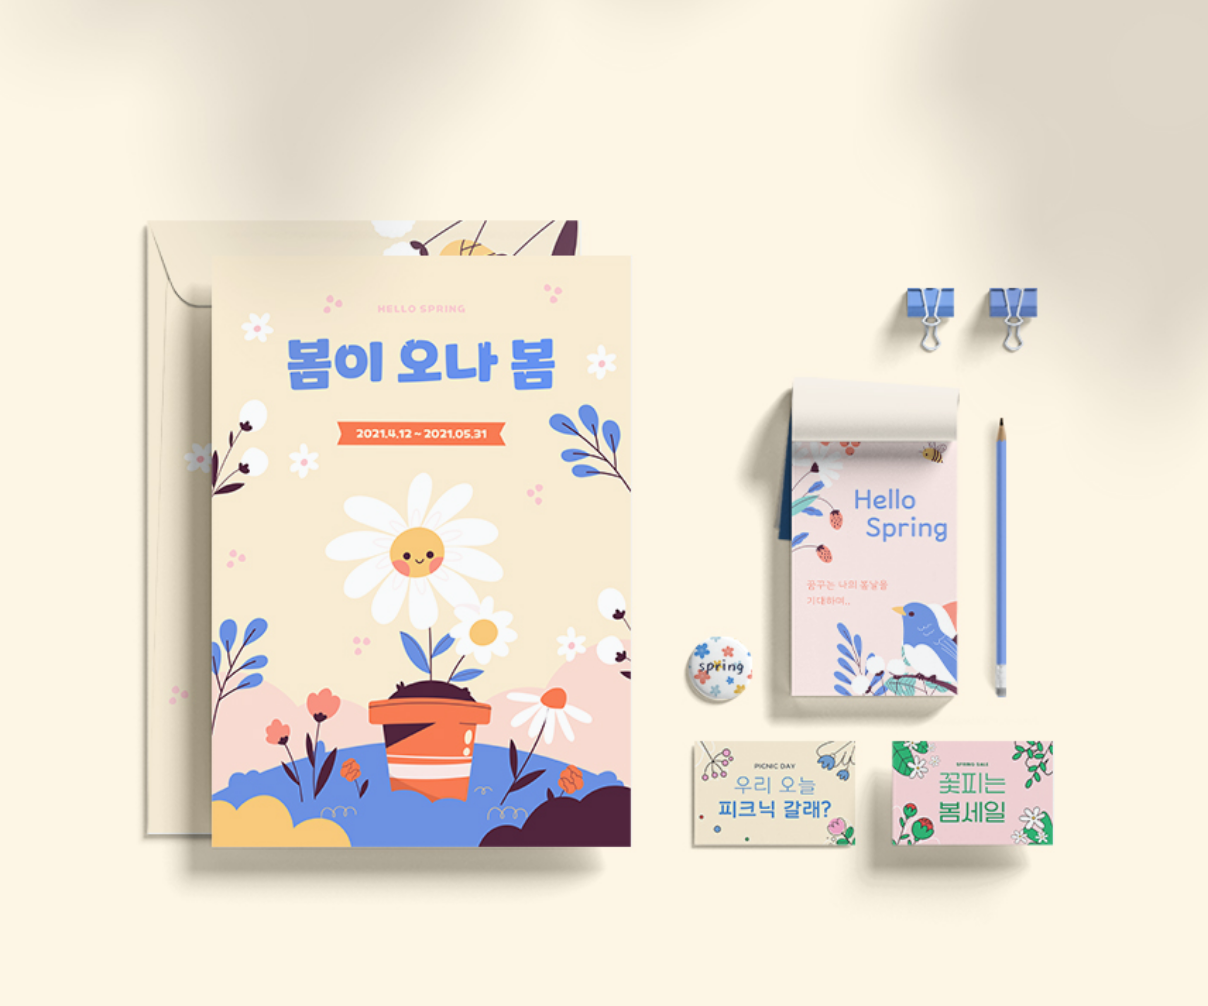 HELLO SPRING
봄이 오나 봄
2021.4.12 ~ 2021.05.31
Hello
Spring
꿈꾸는 나의 봄날을
기대하며..
spring
PICNIC DAY
우리 오늘
피크닉 갈래?
SPRING SALE
꽃피는
봄세일